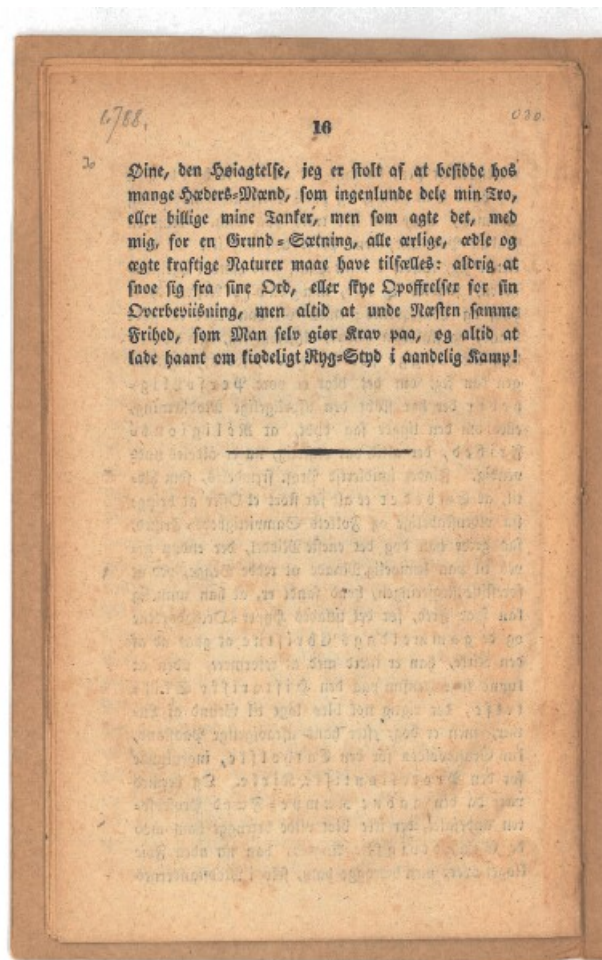 6788.
16
030.
Øine, den Høiagtelse, jeg er stolt af at besidde hos
mange Hæders-Mænd, som ingenlunde dele min Tro,
eller billige mine Tanker, men som agte det, med
mig, for en Grund-Sætning, alle ærlige, ædle og
ægte kraftige Naturer maae have tilfælles: aldrig at
snoe sig fra sine Ord, eller skye Opoffrelser for sin
Overbeviisning, men altid at unde Næsten samme
Frihed, som Man selv giør Krav paa, og altid at
lade haant om kiødeligt Ryg-Styd i aandelig Kamp!